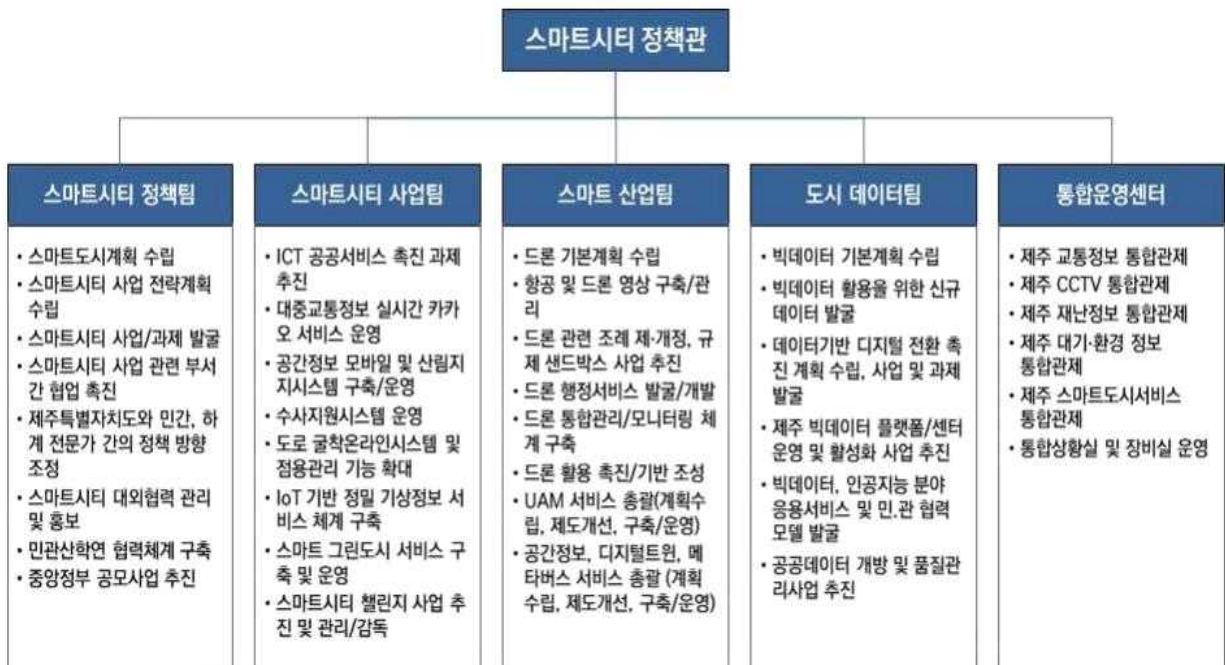 스마트시티 정책관
스마트시티 정책팀
• 스마트도시계획 수립
• 스마트시티 사업 전략계획
수립
• 스마트시티 사업/과제 발굴
• 스마트시티 사업 관련 부서
간 협업 촉진
• 제주특별자치도와 민간, 하
계 전문가 간의 정책 방향
조정
• 스마트시티 대외협력 관리
및 홍보
• 민관산학연 협력체계 구축
• 중앙정부 공모사업 추진
스마트시티 사업팀
• ICT 공공서비스 촉진 과제
추진
• 대중교통정보 실시간 카카
오 서비스 운영
• 공간정보 모바일 및 산림지
지시스템 구축/운영
• 수사지원시스템 운영
• 도로 굴착온라인시스템 및
점용관리 기능 확대
• IoT 기반 정밀 기상정보 서
비스 체계 구축
• 스마트 그린도시 서비스 구
축 및 운영
• 스마트시티 챌린지 사업 추
진 및 관리/감독
스마트 산업팀
• 드론 기본계획 수립
• 항공 및 드론 영상 구축/관
리
• 드론 관련 조례 제·개정, 규
제 샌드박스 사업 추진
• 드론 행정서비스 발굴/개발
• 드론 통합관리/모니터링 체
계 구축
• 드론 활용 촉진/기반 조성
• UAM 서비스 총괄(계획수
립, 제도개선, 구축/운영)
• 공간정보, 디지털트윈, 메
타버스 서비스 총괄 (계획
수립, 제도개선, 구축/운영)
도시 데이터팀
• 빅데이터 기본계획 수립
• 빅데이터 활용을 위한 신규
데이터 발굴
• 데이터기반 디지털 전환 촉
진 계획 수립, 사업 및 과제
발굴
• 제주 빅데이터 플랫폼/센터
운영 및 활성화 사업 추진
• 빅데이터, 인공지능 분야
응용서비스 및 민.관 협력
모델 발굴
• 공공데이터 개방 및 품질관
리사업 추진
통합운영센터
• 제주 교통정보 통합관제
• 제주 CCTV 통합관제
• 제주 재난정보 통합관제
• 제주 대기·환경 정보
통합관제
• 제주 스마트도시서비스
통합관제
• 통합상황실 및 장비실 운영